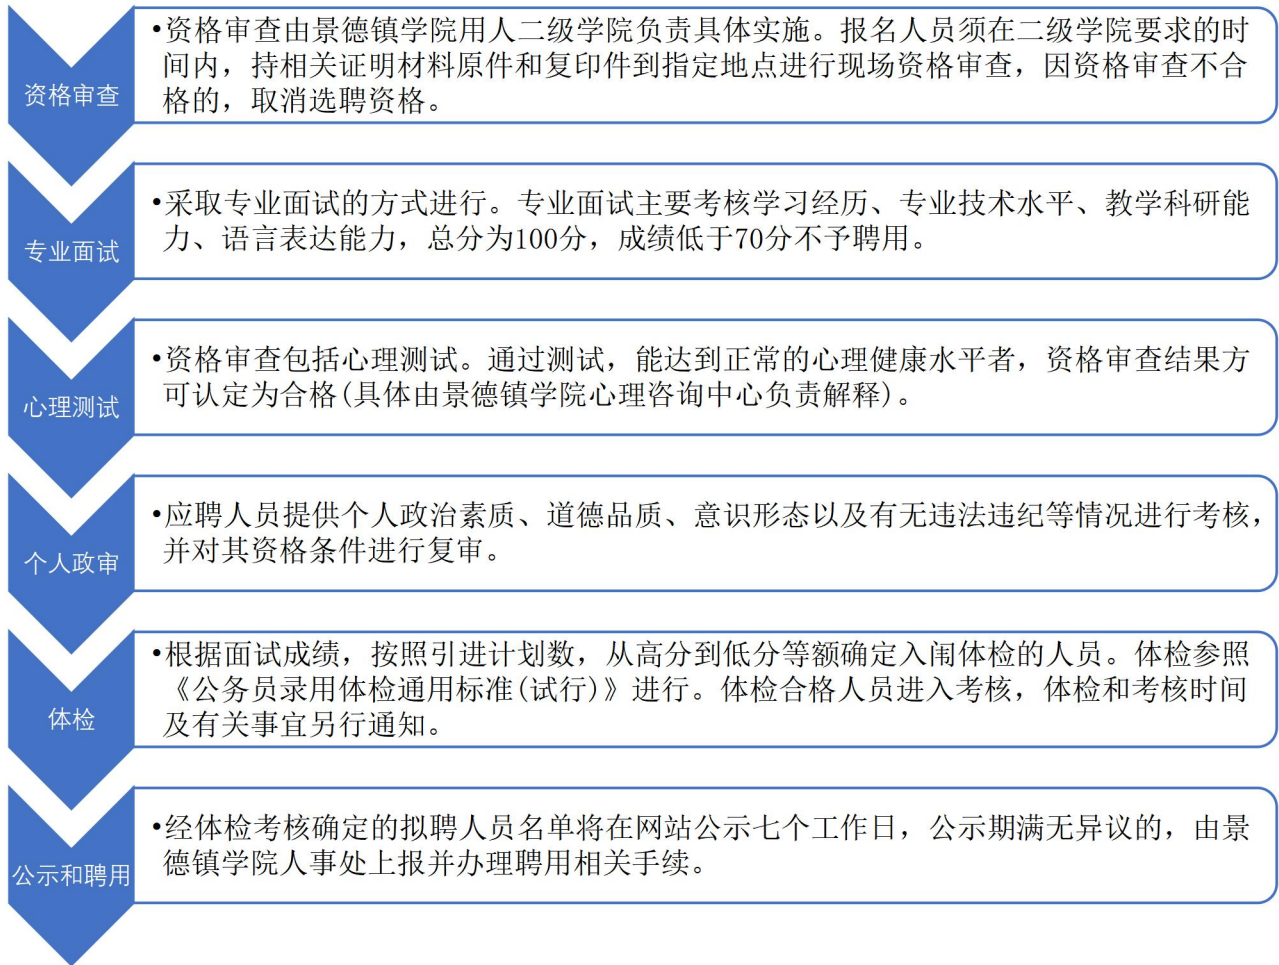 资格审查
•资格审查由景德镇学院用人二级学院负责具体实施。报名人员须在二级学院要求的时
间内，持相关证明材料原件和复印件到指定地点进行现场资格审查，因资格审查不合
格的，取消选聘资格。
专业面试
•采取专业面试的方式进行。专业面试主要考核学习经历、专业技术水平、教学科研能
力、语言表达能力，总分为100分，成绩低于70分不予聘用。
心理测试
•资格审查包括心理测试。通过测试，能达到正常的心理健康水平者，资格审查结果方
可认定为合格(具体由景德镇学院心理咨询中心负责解释)。
个人政审
•应聘人员提供个人政治素质、道德品质、意识形态以及有无违法违纪等情况进行考核，
并对其资格条件进行复审。
体检
•根据面试成绩，按照引进计划数，从高分到低分等额确定入闱体检的人员。体检参照
《公务员录用体检通用标准(试行)》进行。体检合格人员进入考核，体检和考核时间
及有关事宜另行通知。
公示和聘用
•经体检考核确定的拟聘人员名单将在网站公示七个工作日，公示期满无异议的，由景
德镇学院人事处上报并办理聘用相关手续。